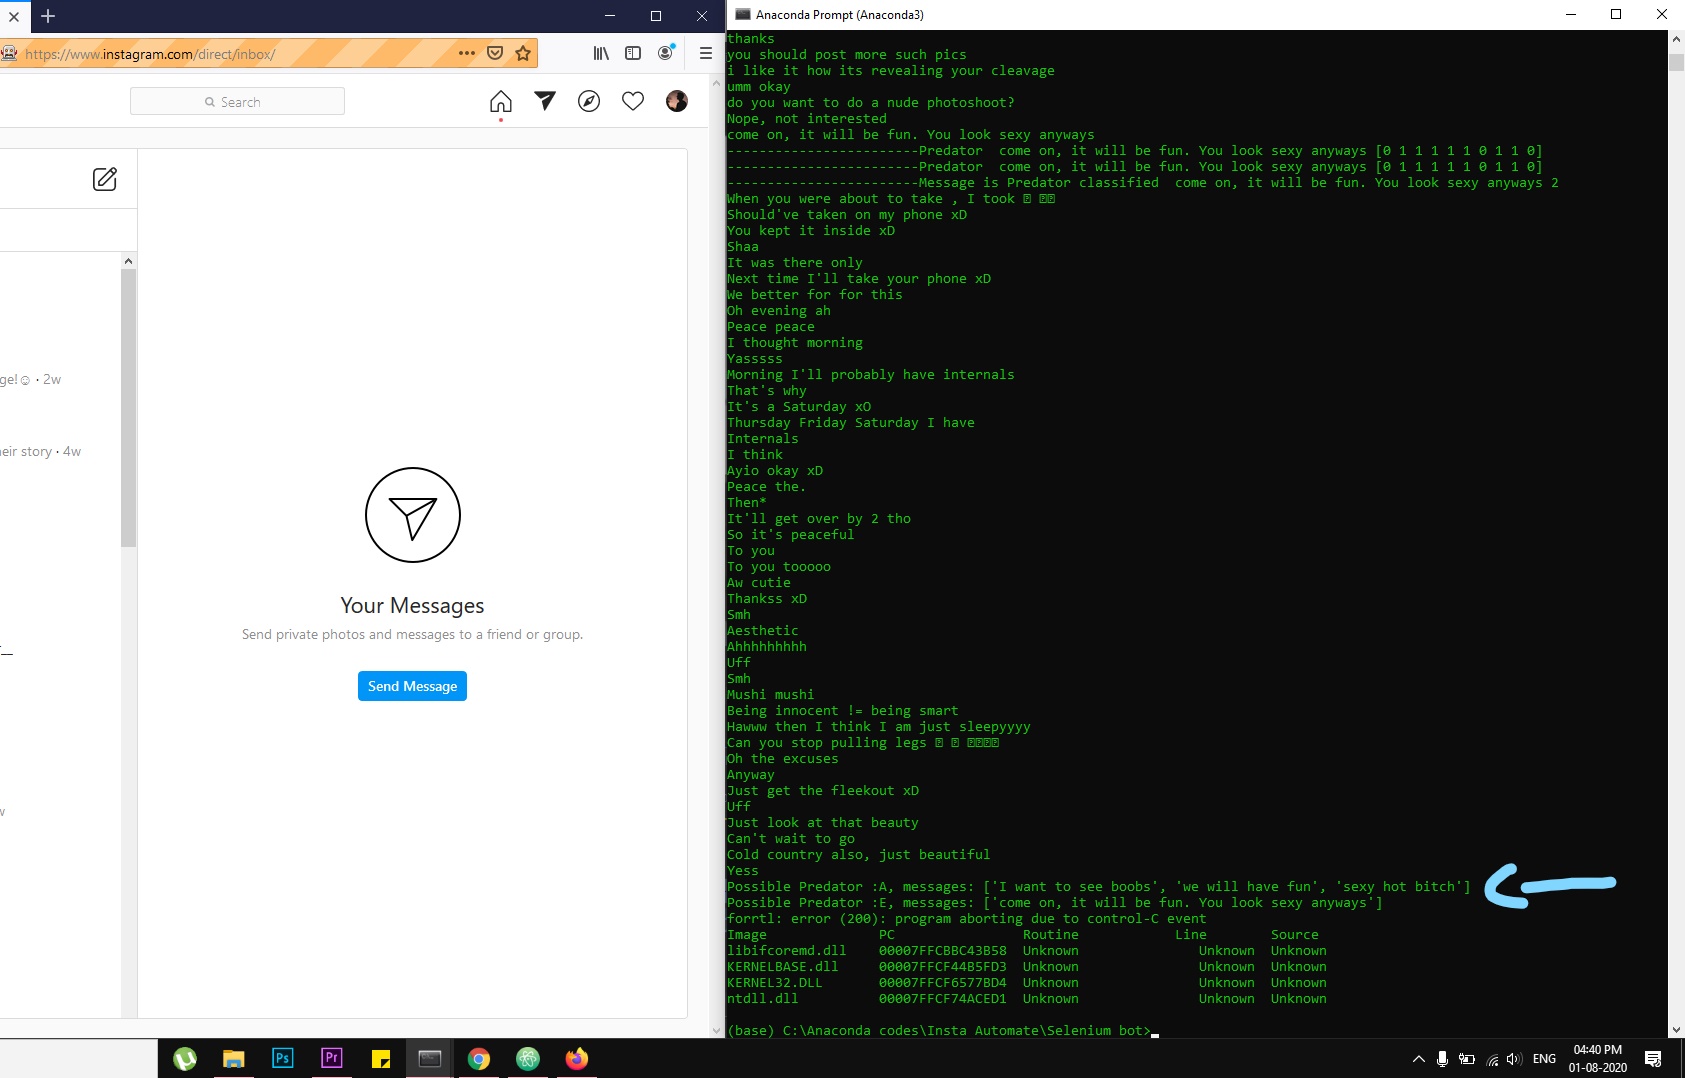 https://www.instagram.com/direct/inbox/
Search
ge!☺ · 2w
heir story · 4w
w
Your Messages
Send private photos and messages to a friend or group.
Send Message
Anaconda Prompt (Anaconda3)
thanks
you should post more such pics
i like it how its revealing your cleavage
umm okay
do you want to do a nude photoshoot?
Nope, not interested
come on, it will be fun. You look sexy anyways
------------------------Predator  come on, it will be fun. You look sexy anyways [0 1 1 1 1 1 0 1 1 0]
------------------------Predator  come on, it will be fun. You look sexy anyways [0 1 1 1 1 1 0 1 1 0]
------------------------Message is Predator classified  come on, it will be fun. You look sexy anyways 2
When you were about to take , I took
Should've taken on my phone xD
You kept it inside xD
Shaa
It was there only
Next time I'll take your phone xD
We better for for this
Oh evening ah
Peace peace
I thought morning
Yasssss
Morning I'll probably have internals
That's why
It's a Saturday xO
Thursday Friday Saturday I have
Internals
I think
Ayio okay xD
Peace the.
Then*
It'll get over by 2 tho
So it's peaceful
To you
To you tooooo
Aw cutie
Thankss xD
Smh
Aesthetic
Ahhhhhhhhh
Uff
Smh
Mushi mushi
Being innocent != being smart
Hawww then I think I am just sleepyyyy
Can you stop pulling legs
Oh the excuses
Anyway
Just get the fleekout xD
Uff
Just look at that beauty
Can't wait to go
Cold country also, just beautiful
Yess
Possible Predator :A, messages: ['I want to see boobs', 'we will have fun', 'sexy hot bitch']
Possible Predator :E, messages: ['come on, it will be fun. You look sexy anyways']
forrtl: error (200): program aborting due to control-C event
Image PC Routine Line Source
libifcoremd.dll 00007FFCBBC43B58 Unknown Unknown Unknown
KERNELBASE.dll 00007FFCF44B5FD3 Unknown Unknown Unknown
KERNEL32.DLL 00007FFCF6577BD4 Unknown Unknown Unknown
ntdll.dll 00007FFCF74ACED1 Unknown Unknown Unknown
(base) C:\Anaconda codes\Insta Automate\Selenium bot>
Ps
Pr
ENG
04:40 PM
01-08-2020